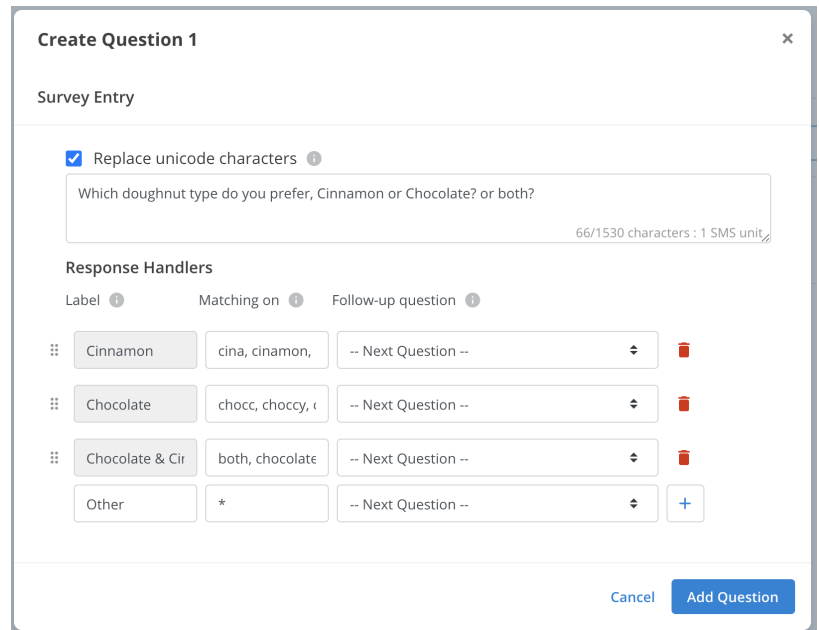 Create Question 1 ×
Survey Entry
Replace unicode characters
Which doughnut type do you prefer, Cinnamon or Chocolate? or both?
66/1530 characters : 1 SMS unit
Response Handlers
Label Matching on Follow-up question
Cinnamon cina, cinamon, -- Next Question --
Chocolate chocc, choccy, -- Next Question --
Chocolate & both, chocolate -- Next Question --
Other * -- Next Question -- +
Cancel Add Question